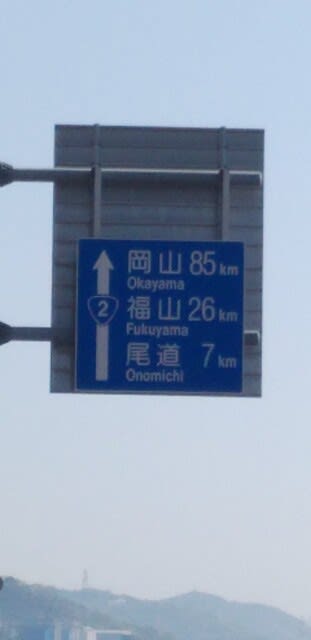 岡山 85 km
Okayama
2
福山 26 km
Fukuyama
尾道 7 km
Onomichi